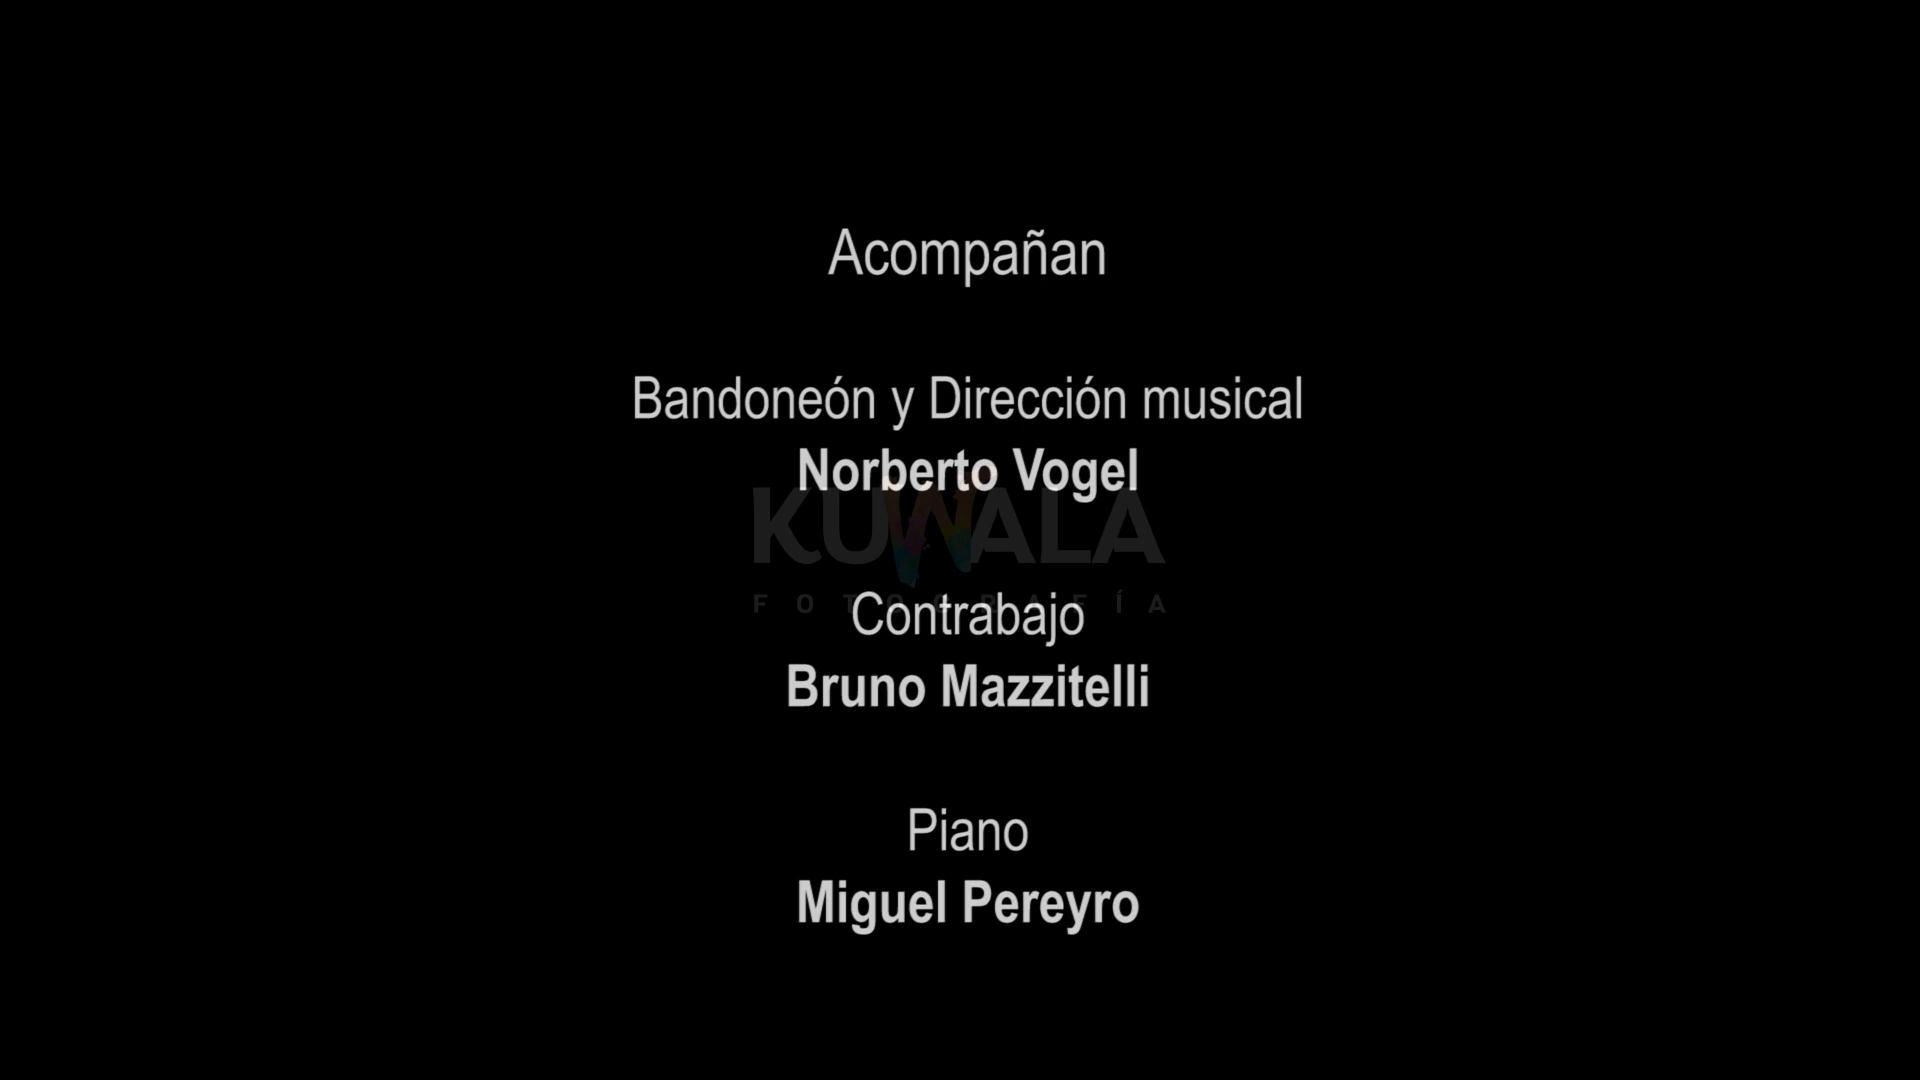 Acompañan
Bandoneón y Dirección musical
Norberto Vogel
KUWALA
FOTOGRAFÍA
Contrabajo
Bruno Mazzitelli
Piano
Miguel Pereyro